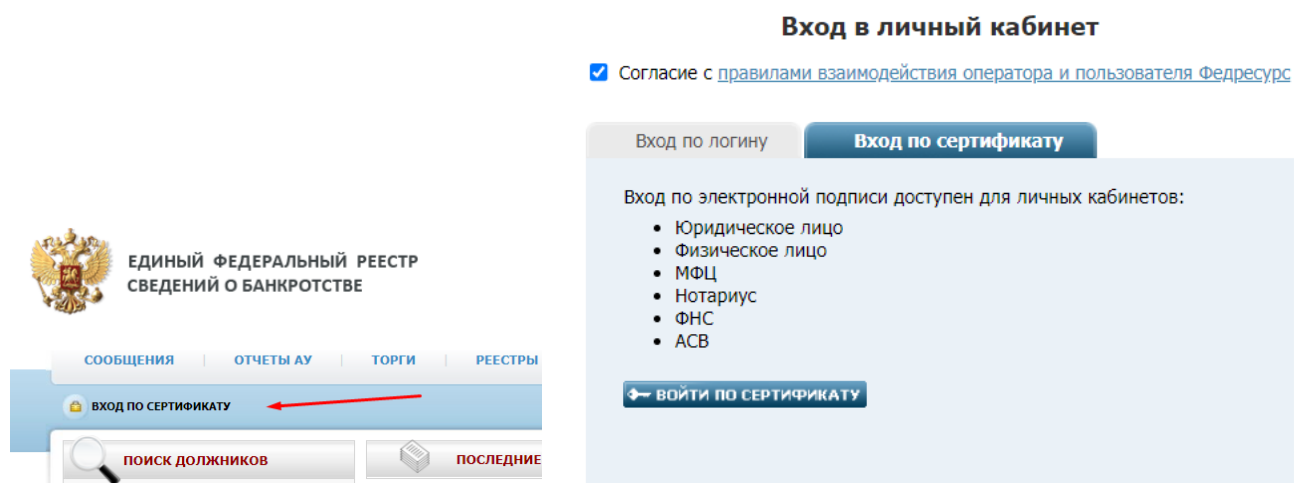 Вход в личный кабинет
Согласие с правилами взаимодействия оператора и пользователя Федресурс
Вход по логину
Вход по сертификату
Вход по электронной подписи доступен для личных кабинетов:
• Юридическое лицо
• Физическое лицо
• МФЦ
• Нотариус
• ФНС
• АСВ
ВОЙТИ ПО СЕРТИФИКАТУ
ЕДИНЫЙ ФЕДЕРАЛЬНЫЙ РЕЕСТР
СВЕДЕНИЙ О БАНКРОТСТВЕ
СООБЩЕНИЯ | ОТЧЕТЫ АУ | ТОРГИ | РЕЕСТРЫ
ВХОД ПО СЕРТИФИКАТУ
ПОИСК ДОЛЖНИКОВ
ПОСЛЕДНИЕ